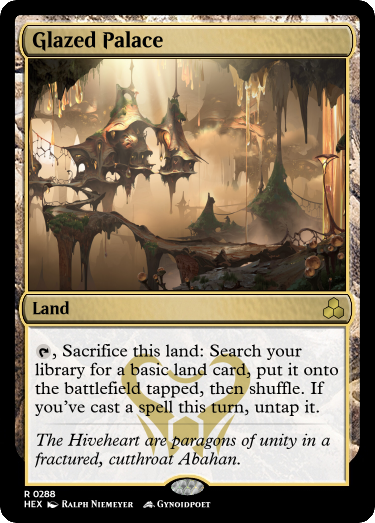 Glazed Palace
Land
, Sacrifice this land: Search your
library for a basic land card, put it onto
the battlefield tapped, then shuffle. If
you've cast a spell this turn, untap it.
The Hiveheart are paragons of unity in a
fractured, cutthroat Abahan.
R 0288
HEX Ralph Niemeyer Gynoidpoet